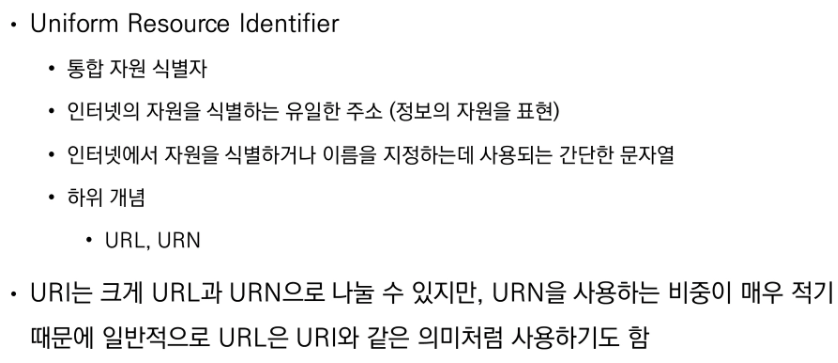 • Uniform Resource Identifier
• 통합 자원 식별자
• 인터넷의 자원을 식별하는 유일한 주소 (정보의 자원을 표현)
• 인터넷에서 자원을 식별하거나 이름을 지정하는데 사용되는 간단한 문자열
• 하위 개념
• URL, URN
• URI는 크게 URL과 URN으로 나눌 수 있지만, URN을 사용하는 비중이 매우 적기
때문에 일반적으로 URL은 URI와 같은 의미처럼 사용하기도 함